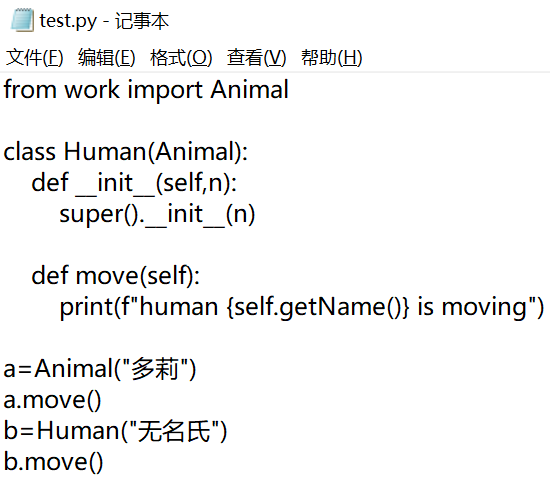 test.py - 记事本
文件(F) 编辑(E) 格式(O) 查看(V) 帮助(H)
from work import Animal

class Human(Animal):
    def __init__(self,n):
        super().__init__(n)

    def move(self):
        print(f"human {self.getName()} is moving")

a=Animal("多莉")
a.move()
b=Human("无名氏")
b.move()